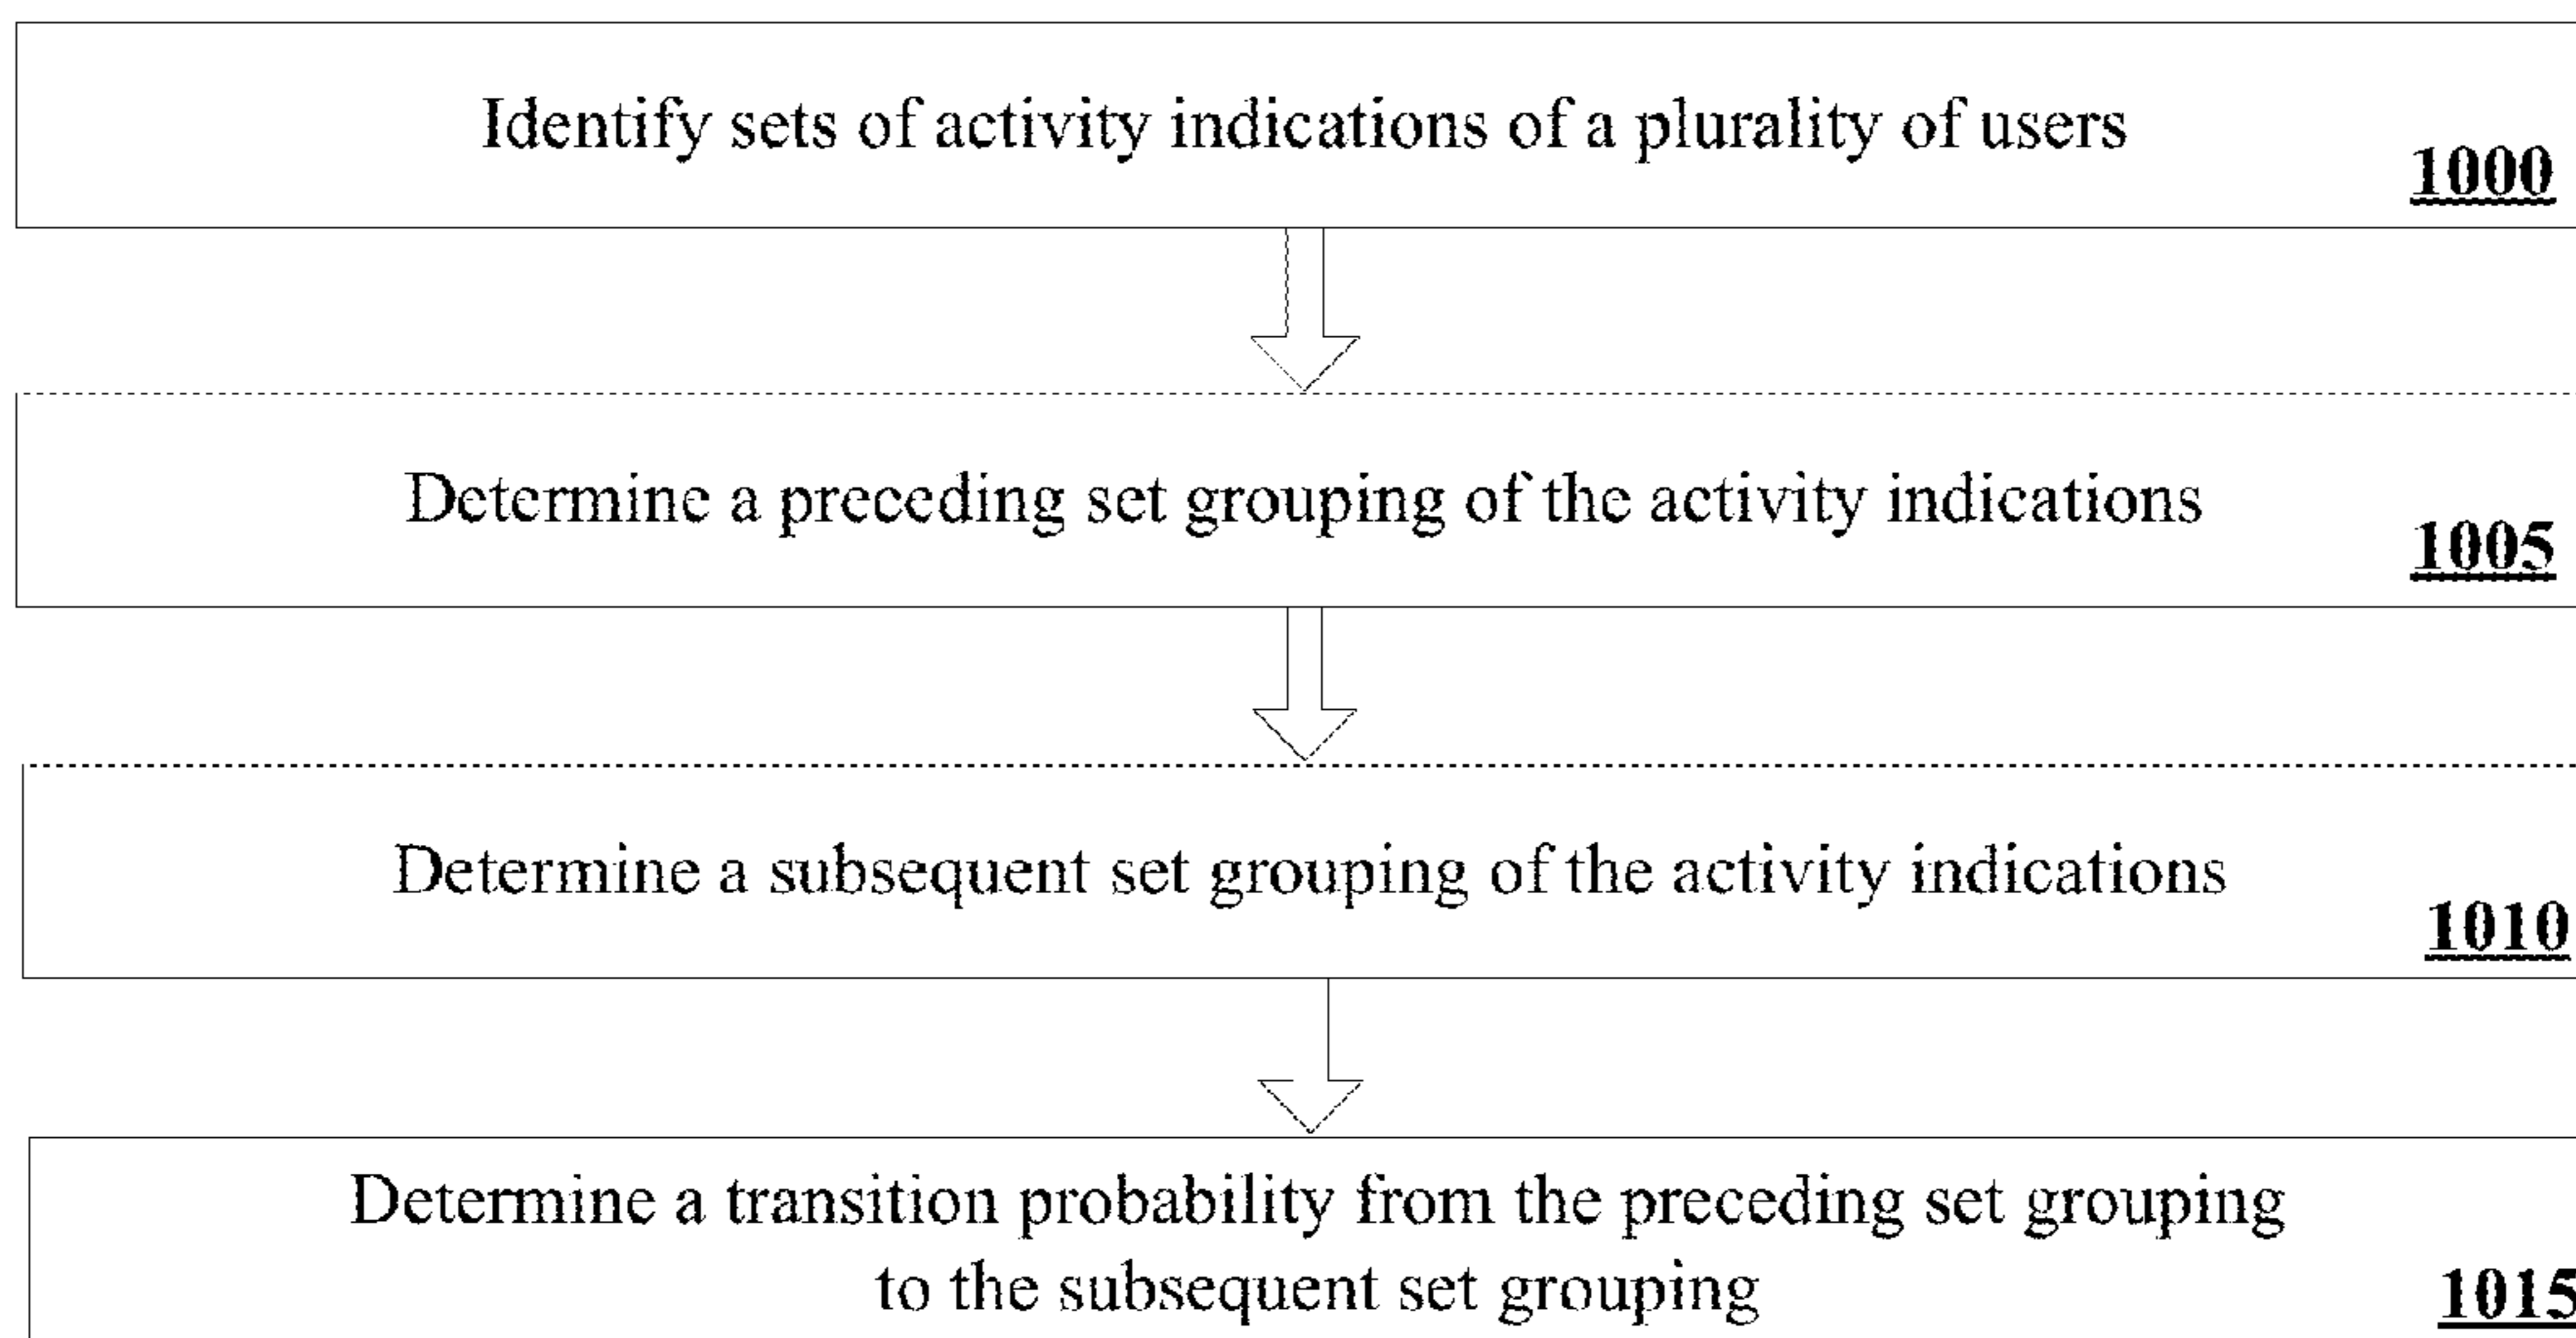 Identify sets of activity indications of a plurality of users
1000
Determine a preceding set grouping of the activity indications
1005
Determine a subsequent set grouping of the activity indications
1010
Determine a transition probability from the preceding set grouping
to the subsequent set grouping
1015